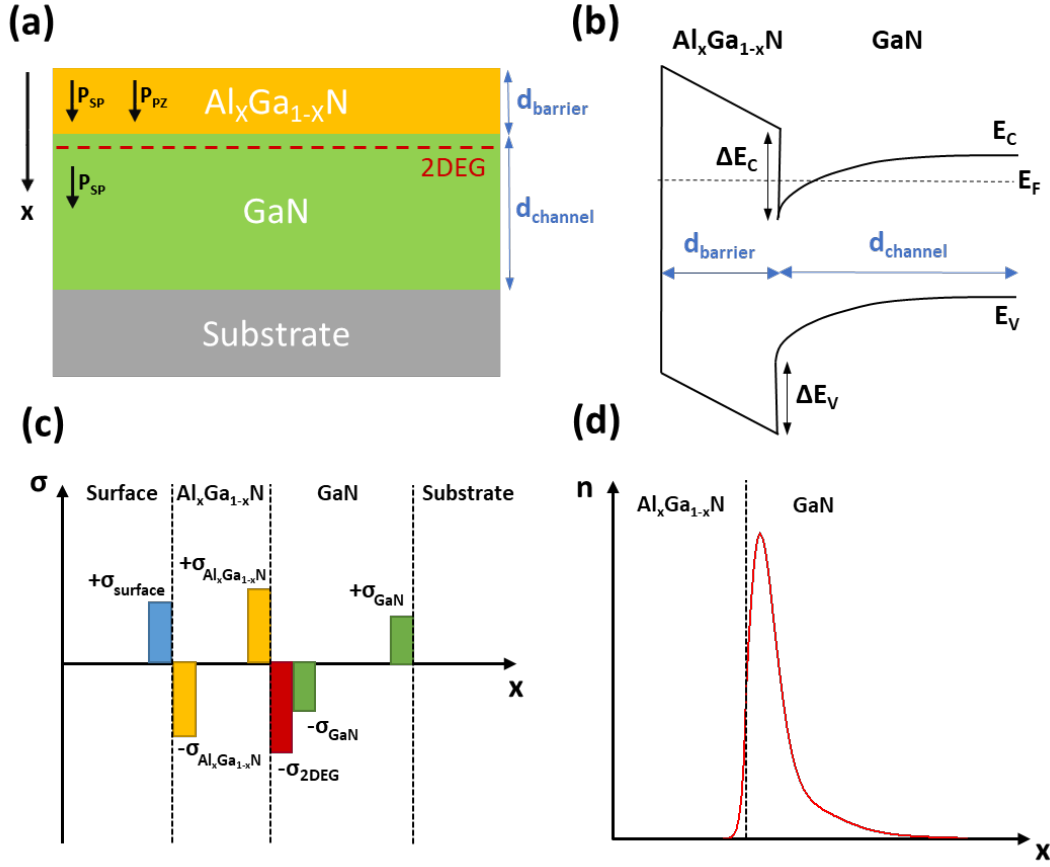 (a)
P_SP P_PZ Al_XGa_1-XN d_barrier
2DEG
P_SP
x
GaN d_channel
Substrate
(b)
Al_xGa_1-xN GaN
E_C
ΔE_C
E_F
d_barrier d_channel
E_V
ΔE_V
(c)
σ Surface Al_xGa_1-xN GaN Substrate
+σ_surface +σ_Al_xGa_1-xN +σ_GaN
x
-σ_Al_xGa_1-xN -σ_2DEG -σ_GaN
(d)
n Al_xGa_1-xN GaN
x